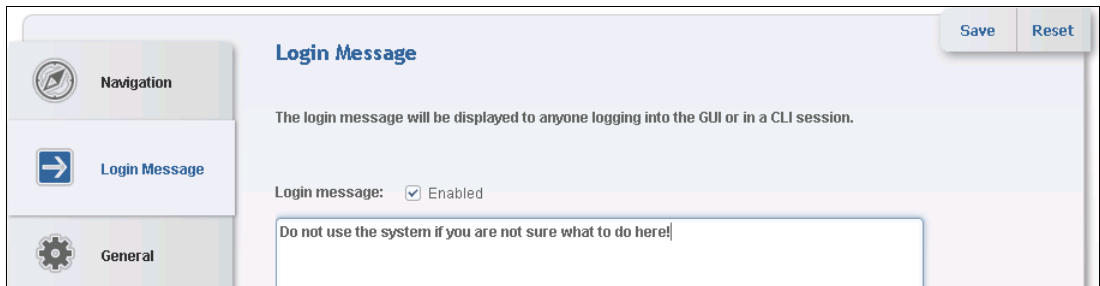 Save Reset
Login Message
Navigation
The login message will be displayed to anyone logging into the GUI or in a CLI session.
Login Message
Login message: Enabled
Do not use the system if you are not sure what to do here!
General